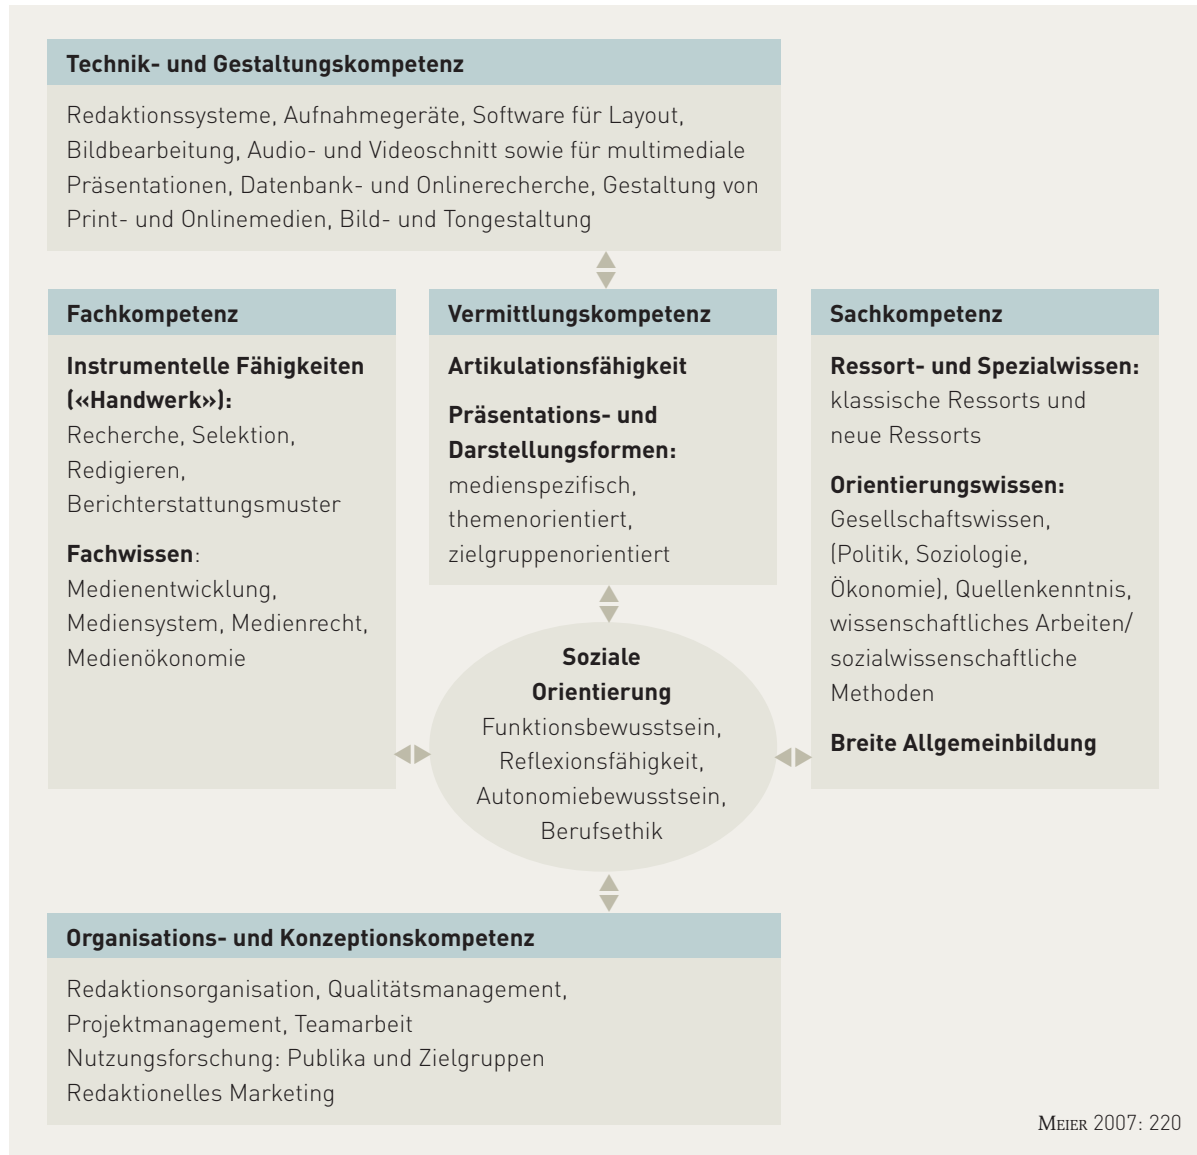 Technik- und Gestaltungskompetenz
Redaktionssysteme, Aufnahmegeräte, Software für Layout,
Bildbearbeitung, Audio- und Videoschnitt sowie für multimediale
Präsentationen, Datenbank- und Onlinerecherche, Gestaltung von
Print- und Onlinemedien, Bild- und Tongestaltung
Fachkompetenz
Instrumentelle Fähigkeiten
(«Handwerk»):
Recherche, Selektion,
Redigieren,
Berichterstattungsmuster
Fachwissen:
Medienentwicklung,
Mediensystem, Medienrecht,
Medienökonomie
Vermittlungskompetenz
Artikulationsfähigkeit
Präsentations- und
Darstellungsformen:
medienspezifisch,
themenorientiert,
zielgruppenorientiert
Sachkompetenz
Ressort- und Spezialwissen:
klassische Ressorts und
neue Ressorts
Orientierungswissen:
Gesellschaftswissen,
(Politik, Soziologie,
Ökonomie), Quellenkenntnis,
wissenschaftliches Arbeiten/
sozialwissenschaftliche
Methoden
Breite Allgemeinbildung
Soziale
Orientierung
Funktionsbewusstsein,
Reflexionsfähigkeit,
Autonomiebewusstsein,
Berufsethik
Organisations- und Konzeptionskompetenz
Redaktionsorganisation, Qualitätsmanagement,
Projektmanagement, Teamarbeit
Nutzungsforschung: Publika und Zielgruppen
Redaktionelles Marketing
MEIER 2007: 220